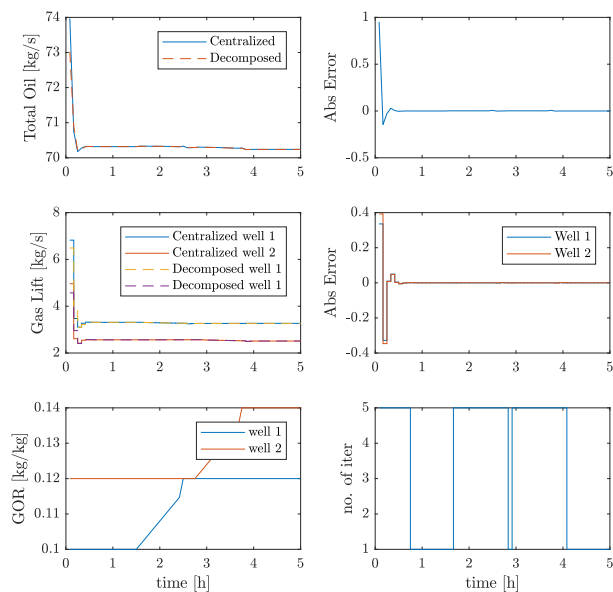 74
73
72
71
70
0 1 2 3 4 5
Total Oil [kg/s]
Centralized
Decomposed
1
0.5
0
-0.5
0 1 2 3 4 5
Abs Error
8
6
4
2
0 1 2 3 4 5
Gas Lift [kg/s]
Centralized well 1
Centralized well 2
Decomposed well 1
Decomposed well 1
0.4
0.2
0
-0.2
-0.4
0 1 2 3 4 5
Abs Error
Well 1
Well 2
0.14
0.13
0.12
0.11
0.1
0 1 2 3 4 5
GOR [kg/kg]
time [h]
well 1
well 2
5
4
3
2
1
0 1 2 3 4 5
no. of iter
time [h]